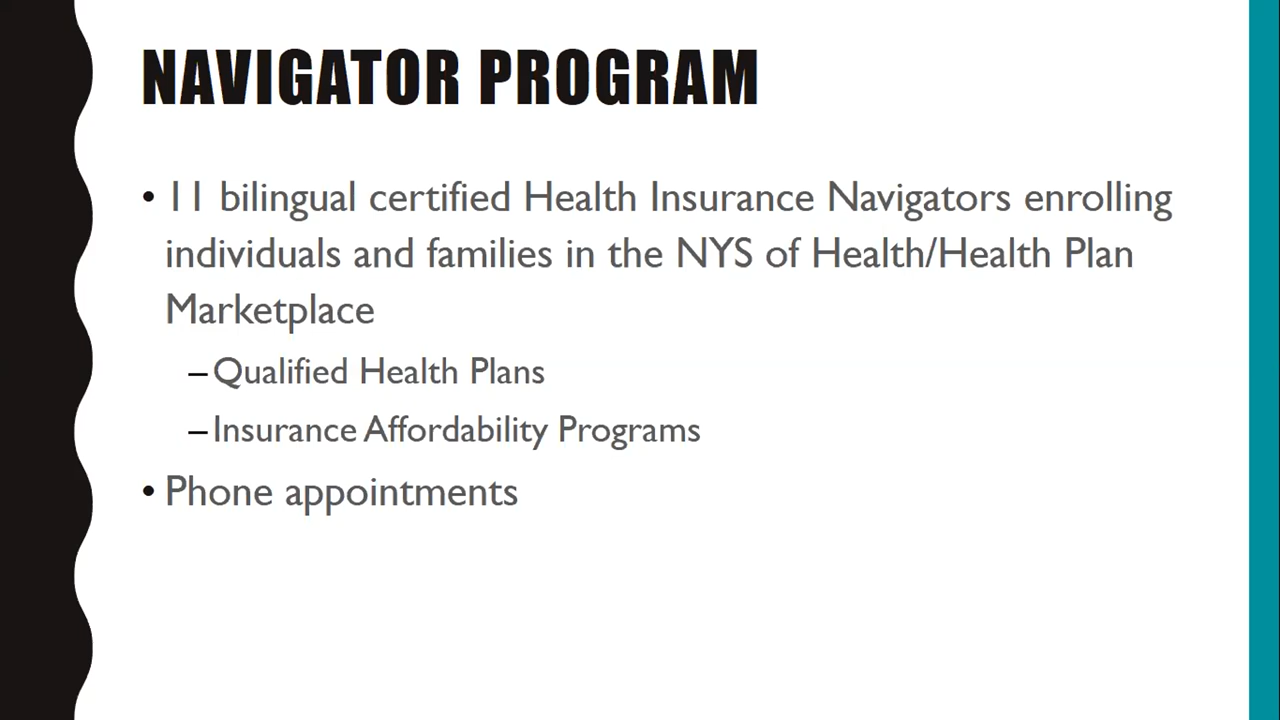 NAVIGATOR PROGRAM
• 11 bilingual certified Health Insurance Navigators enrolling
individuals and families in the NYS of Health/Health Plan
Marketplace
– Qualified Health Plans
– Insurance Affordability Programs
• Phone appointments